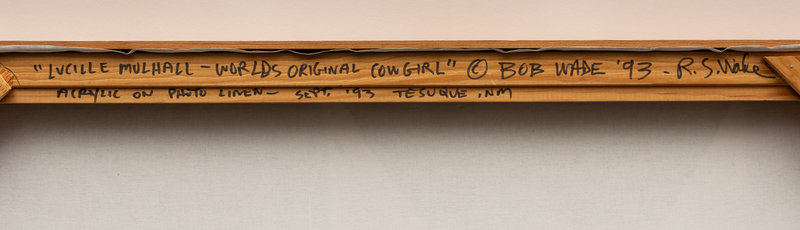 "LUCILLE MULHALL - WORLDS ORIGINAL COWGIRL" © BOB WADE '93 - R.S. Wade
ACRYLIC ON PHOTO LINEN - SEPT. '93 TESUQUE, NM